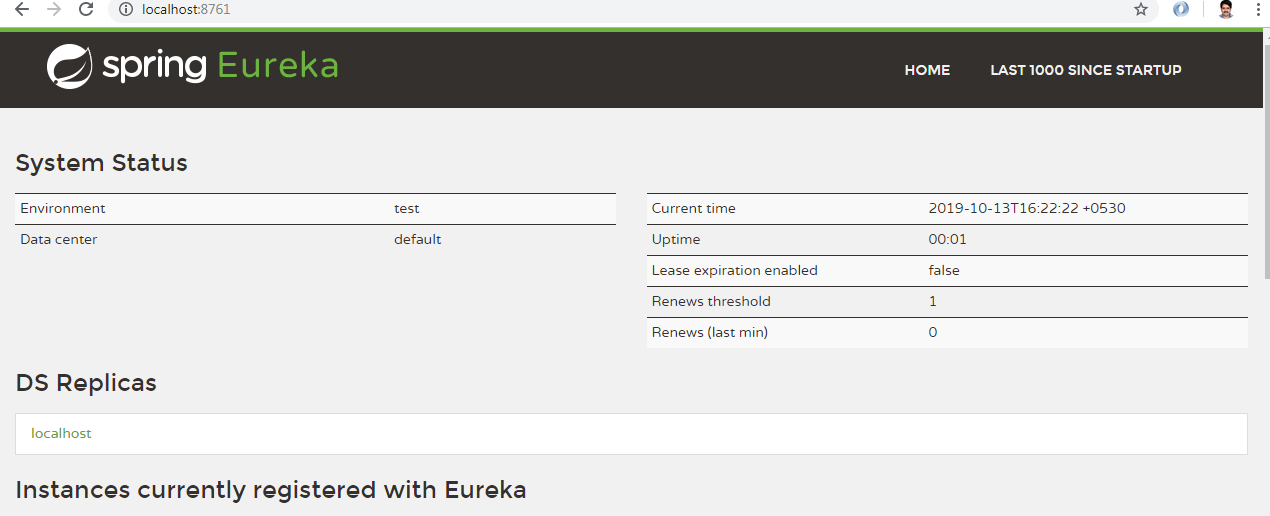 localhost:8761
spring Eureka
HOME LAST 1000 SINCE STARTUP
System Status
Environment test
Data center default
Current time 2019-10-13T16:22:22 +0530
Uptime 00:01
Lease expiration enabled false
Renews threshold 1
Renews (last min) 0
DS Replicas
localhost
Instances currently registered with Eureka